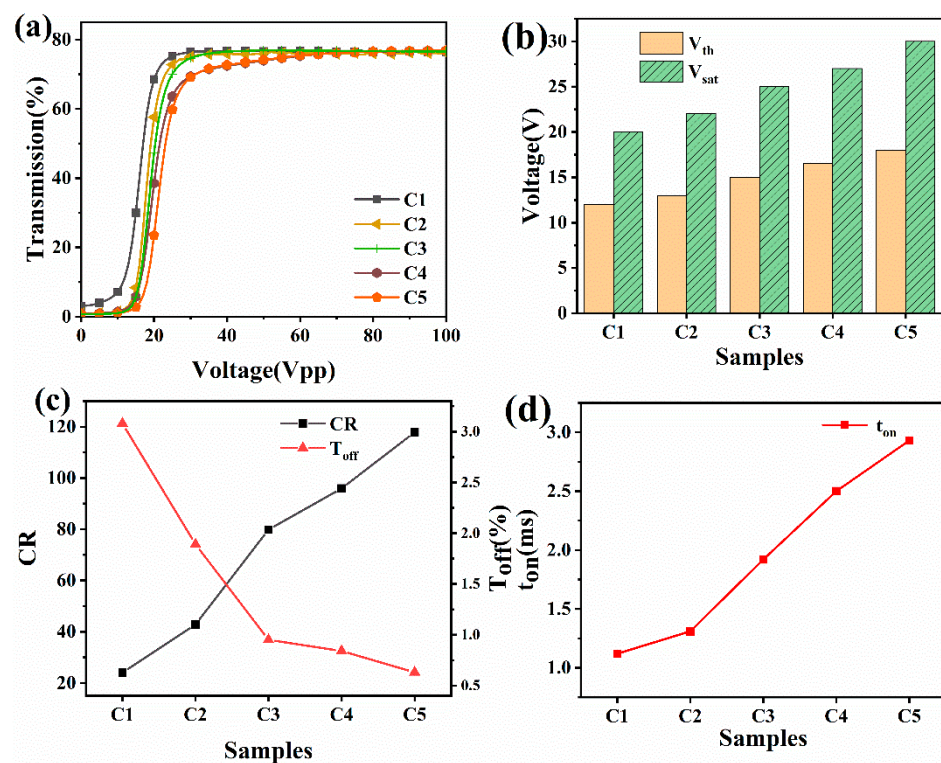 (a)
80
60
40
20
0
Transmission(%)
C1
C2
C3
C4
C5
0 20 40 60 80 100
Voltage(Vpp)
(b)
30
25
20
15
10
5
0
Voltage(V)
Vth
Vsat
C1 C2 C3 C4 C5
Samples
(c)
120
100
80
60
40
20
CR
CR
Toff
3.0
2.5
2.0
1.5
1.0
0.5
Toff(%)
C1 C2 C3 C4 C5
Samples
(d)
3.0
2.5
2.0
1.5
1.0
ton(ms)
ton
C1 C2 C3 C4 C5
Samples